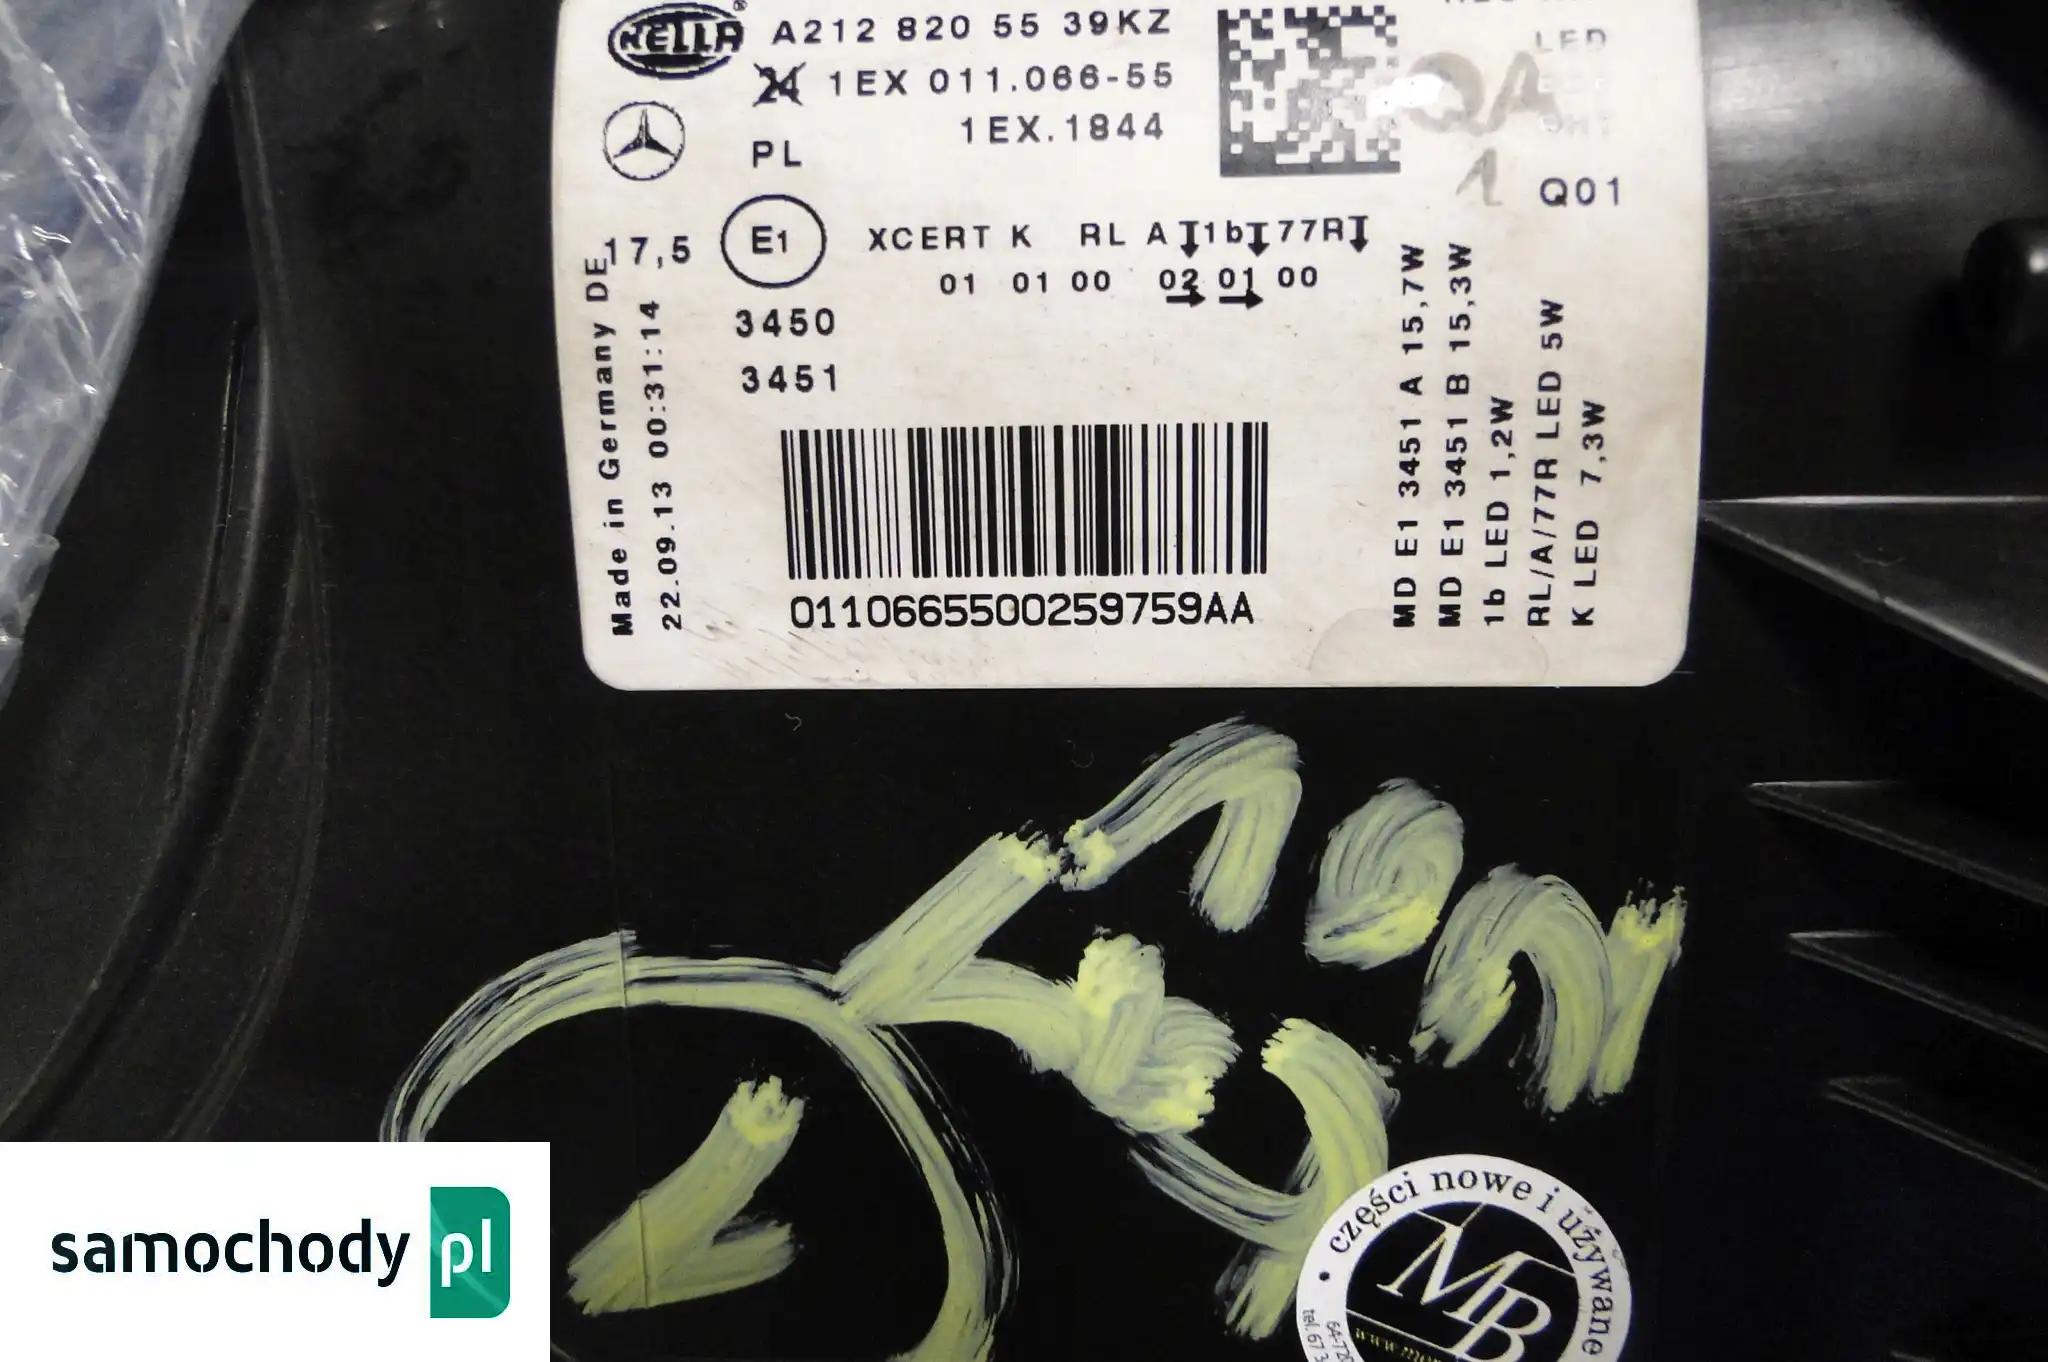 HELLA ®
A212 820 55 39KZ
24 1EX 011.066-55
1EX.1844
PL
LED
Q01
17,5
E1
XCERT K RL A 1b 77R
01 01 00 02 01 00
3450
3451
Made in Germany DE
22.09.13 00:31:14
0110665500259759AA
MD E1 3451 A 15,7W
MD E1 3451 B 15,3W
1b LED 1,2W
RL/A/77R LED 5W
K LED 7,3W
samochody pl
• części nowe i używane
MB